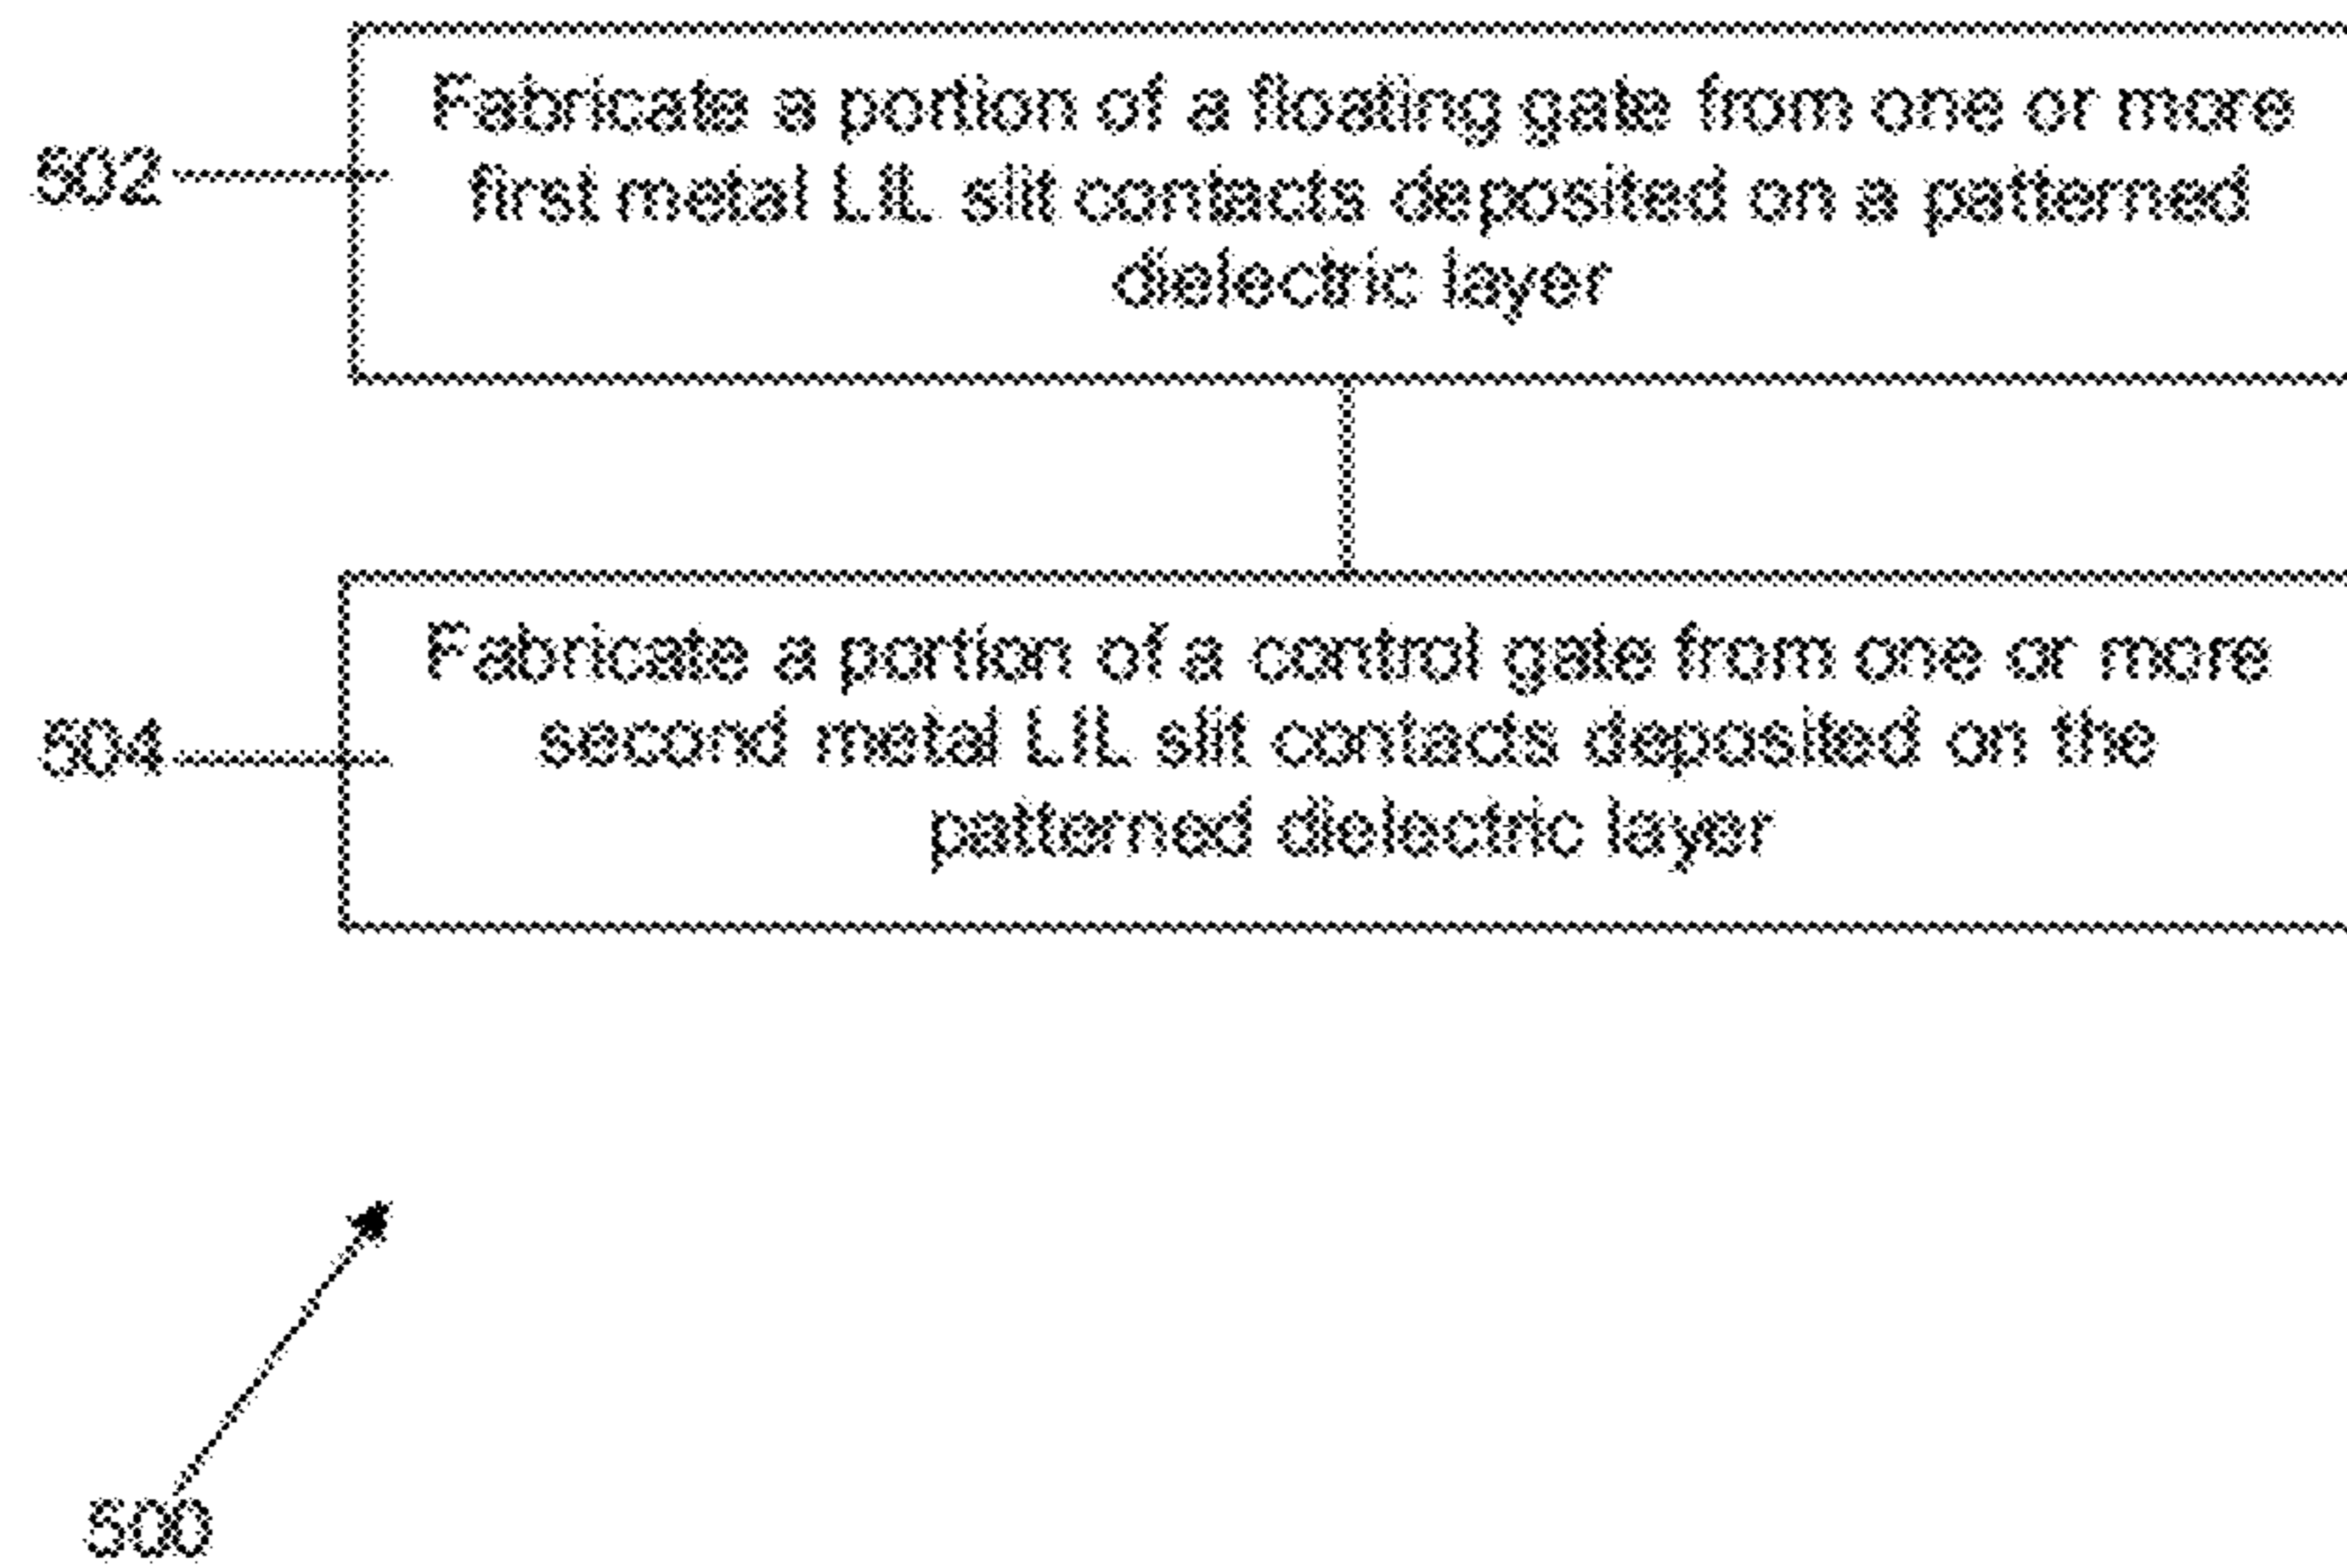 Fabricate a portion of a floating gate from one or more
502
first metal LIL slit contacts deposited on a patterned
dielectric layer
Fabricate a portion of a control gate from one or more
504
second metal LIL slit contacts deposited on the
patterned dielectric layer
500